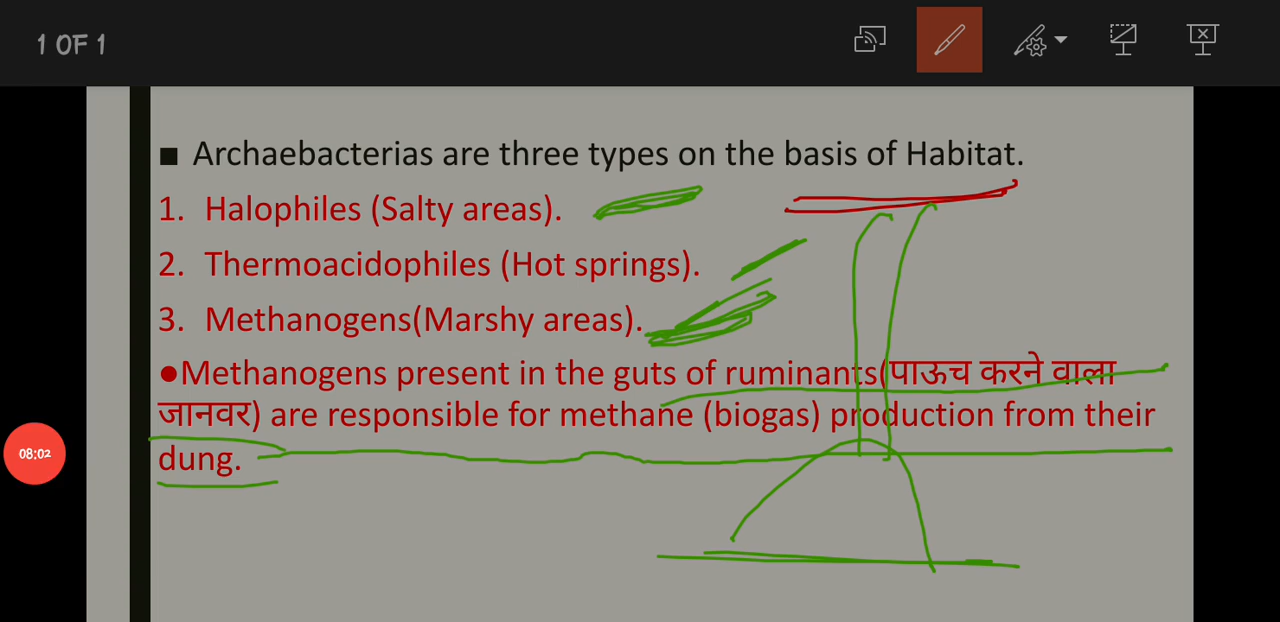 1 OF 1
■ Archaebacterias are three types on the basis of Habitat.
1. Halophiles (Salty areas).
2. Thermoacidophiles (Hot springs).
3. Methanogens(Marshy areas).
●Methanogens present in the guts of ruminants(पाऊच करने वाला
जानवर) are responsible for methane (biogas) production from their
dung.
08:02